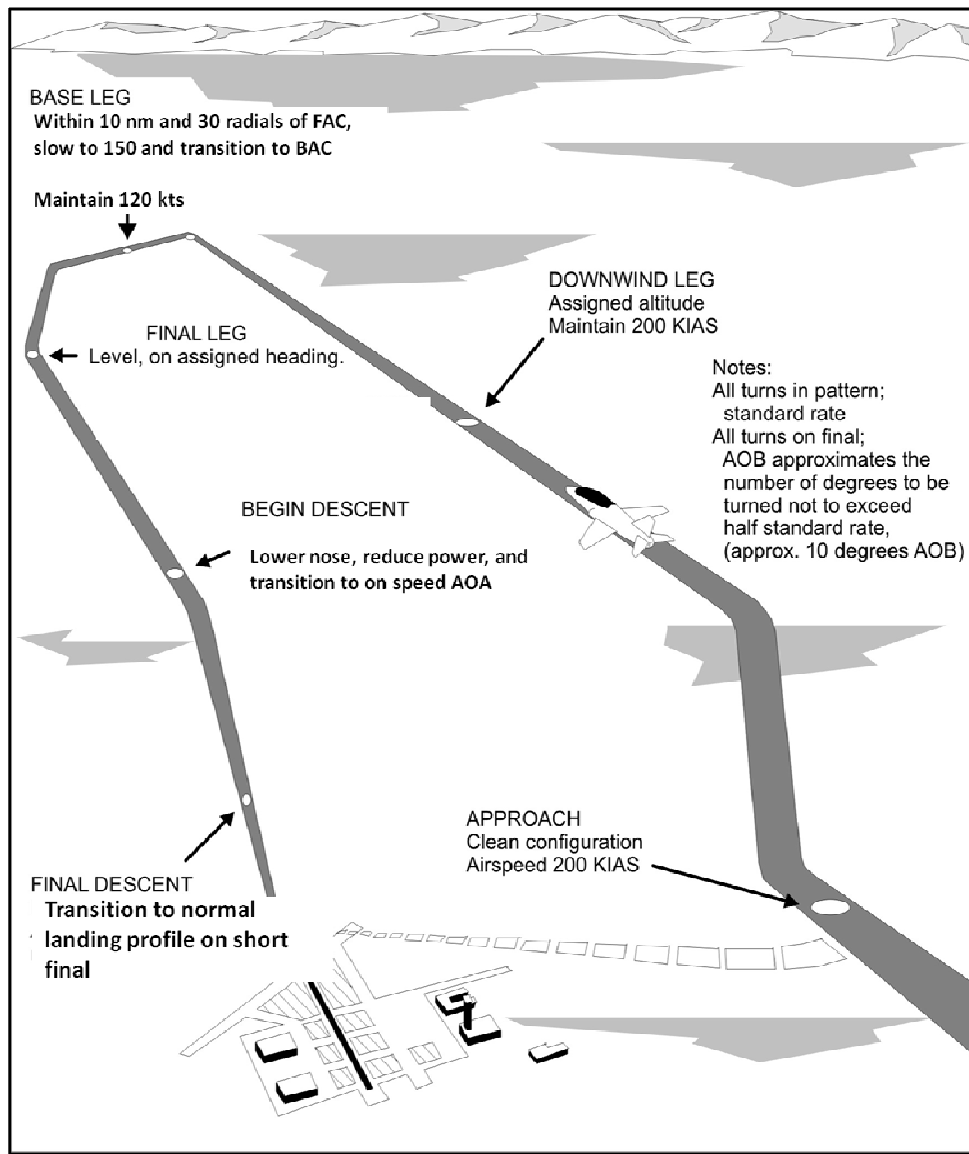 BASE LEG
Within 10 nm and 30 radials of FAC,
slow to 150 and transition to BAC
Maintain 120 kts
DOWNWIND LEG
Assigned altitude
Maintain 200 KIAS
FINAL LEG
Level, on assigned heading.
Notes:
All turns in pattern;
standard rate
All turns on final;
AOB approximates the
number of degrees to be
turned not to exceed
half standard rate,
(approx. 10 degrees AOB)
BEGIN DESCENT
Lower nose, reduce power, and
transition to on speed AOA
APPROACH
Clean configuration
Airspeed 200 KIAS
FINAL DESCENT
Transition to normal
landing profile on short
final